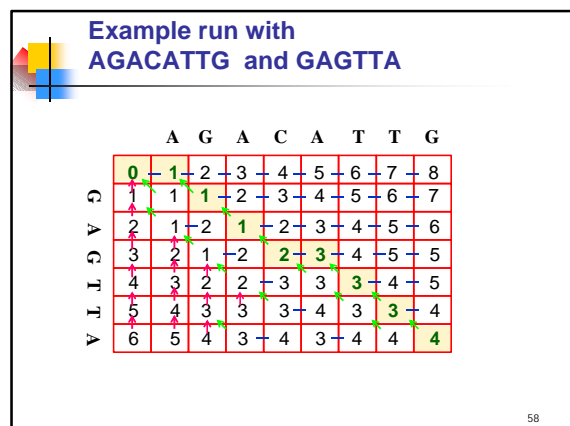 Example run with
AGACATTG and GAGTTA
A G A C A T T G
0 1 2 3 4 5 6 7 8
G 1 1 1 2 3 4 5 6 7
A 2 1 2 1 2 3 4 5 6
G 3 2 1 2 2 3 4 5 5
T 4 3 2 2 3 3 3 4 5
T 5 4 3 3 3 4 3 3 4
A 6 5 4 3 4 3 4 4 4
58